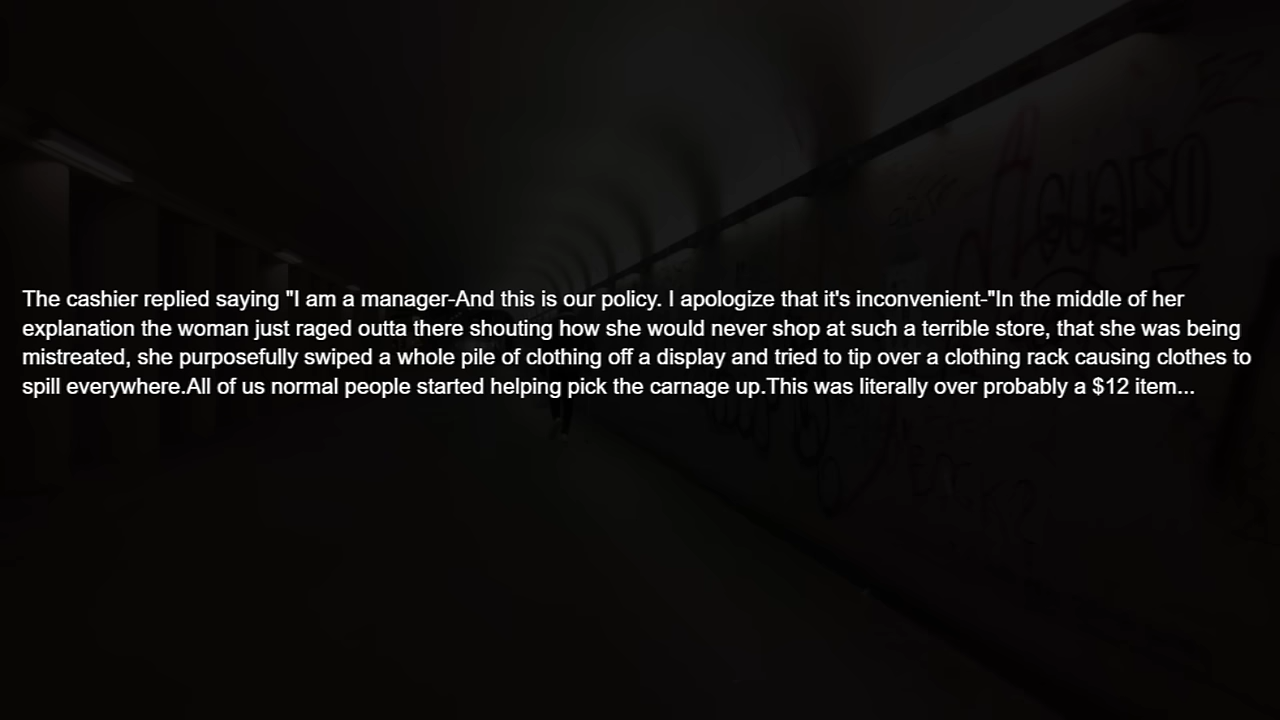 The cashier replied saying "I am a manager-And this is our policy. I apologize that it's inconvenient-"In the middle of her
explanation the woman just raged outta there shouting how she would never shop at such a terrible store, that she was being
mistreated, she purposefully swiped a whole pile of clothing off a display and tried to tip over a clothing rack causing clothes to
spill everywhere.All of us normal people started helping pick the carnage up.This was literally over probably a $12 item...